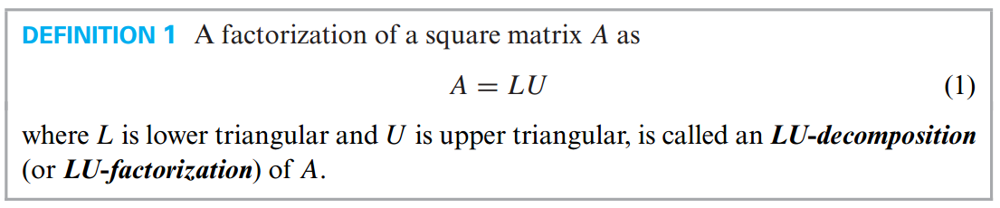 DEFINITION 1 A factorization of a square matrix A as
A = LU (1)
where L is lower triangular and U is upper triangular, is called an LU-decomposition
(or LU-factorization) of A.